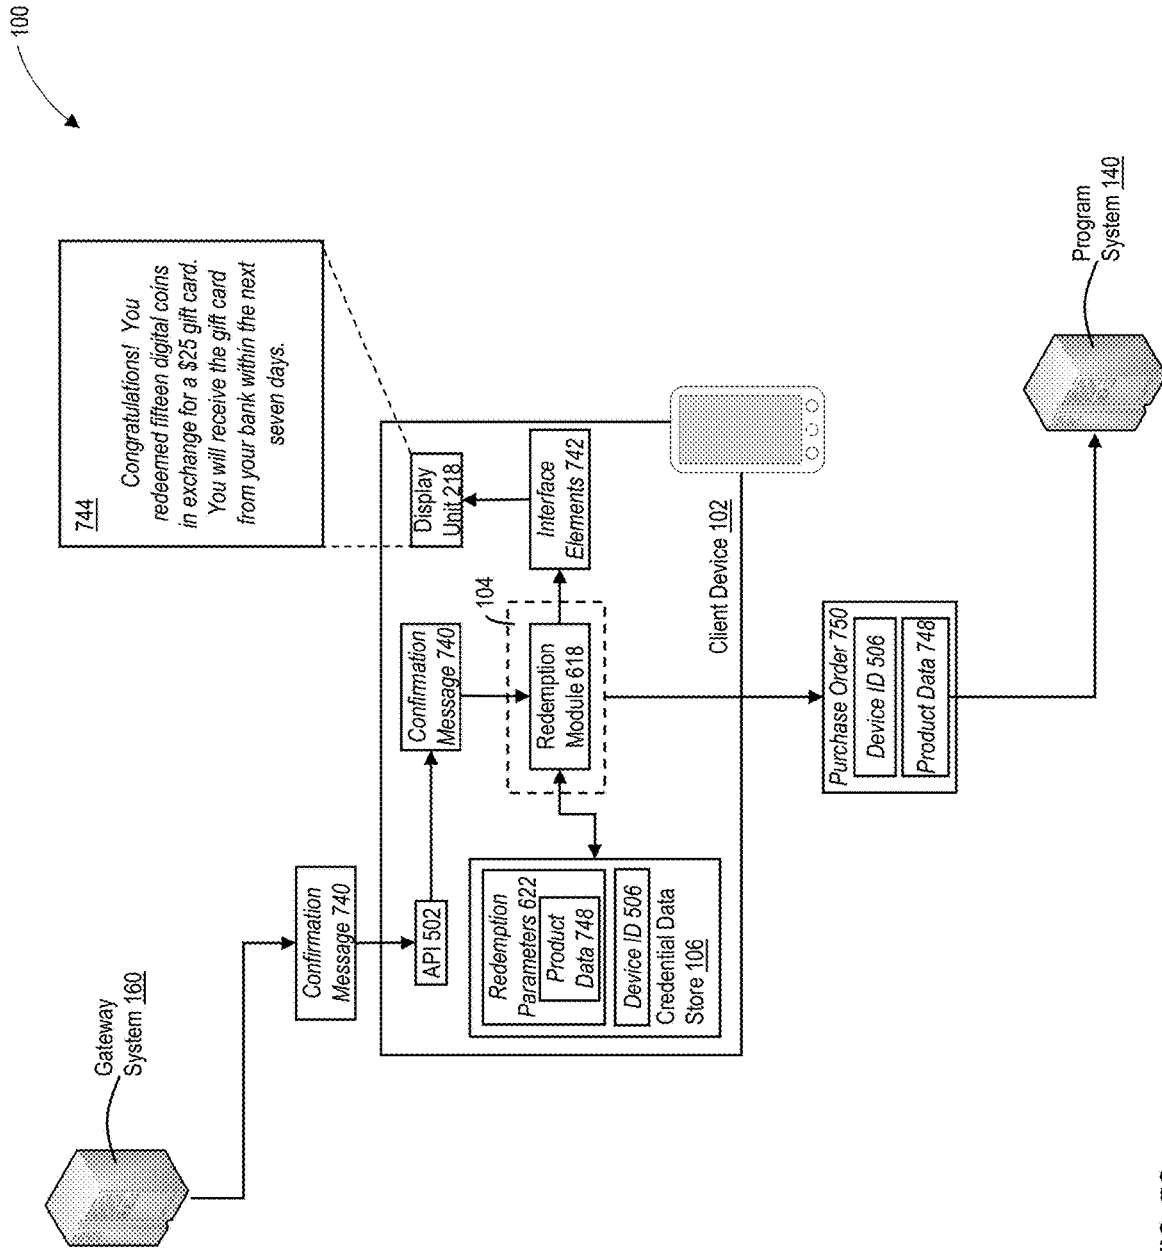 100
744
Congratulations! You
redeemed fifteen digital coins
in exchange for a $25 gift card.
You will receive the gift card
from your bank within the next
seven days.
Gateway
System 160
Confirmation
Message 740
API 502
Confirmation
Message 740
Display
Unit 218
104
Redemption
Module 618
Interface
Elements 742
Redemption
Parameters 622
Product
Data 748
Device ID 506
Credential Data
Store 106
Client Device 102
Purchase Order 750
Device ID 506
Product Data 748
Program
System 140